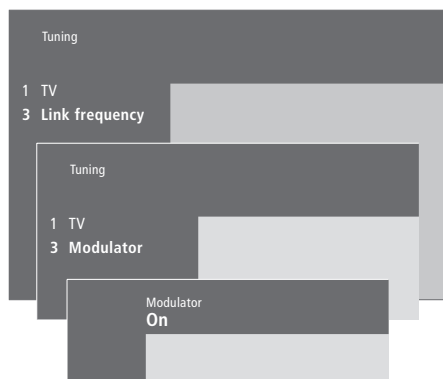 Tuning
1 TV
3 Link frequency
Tuning
1 TV
3 Modulator
Modulator
On